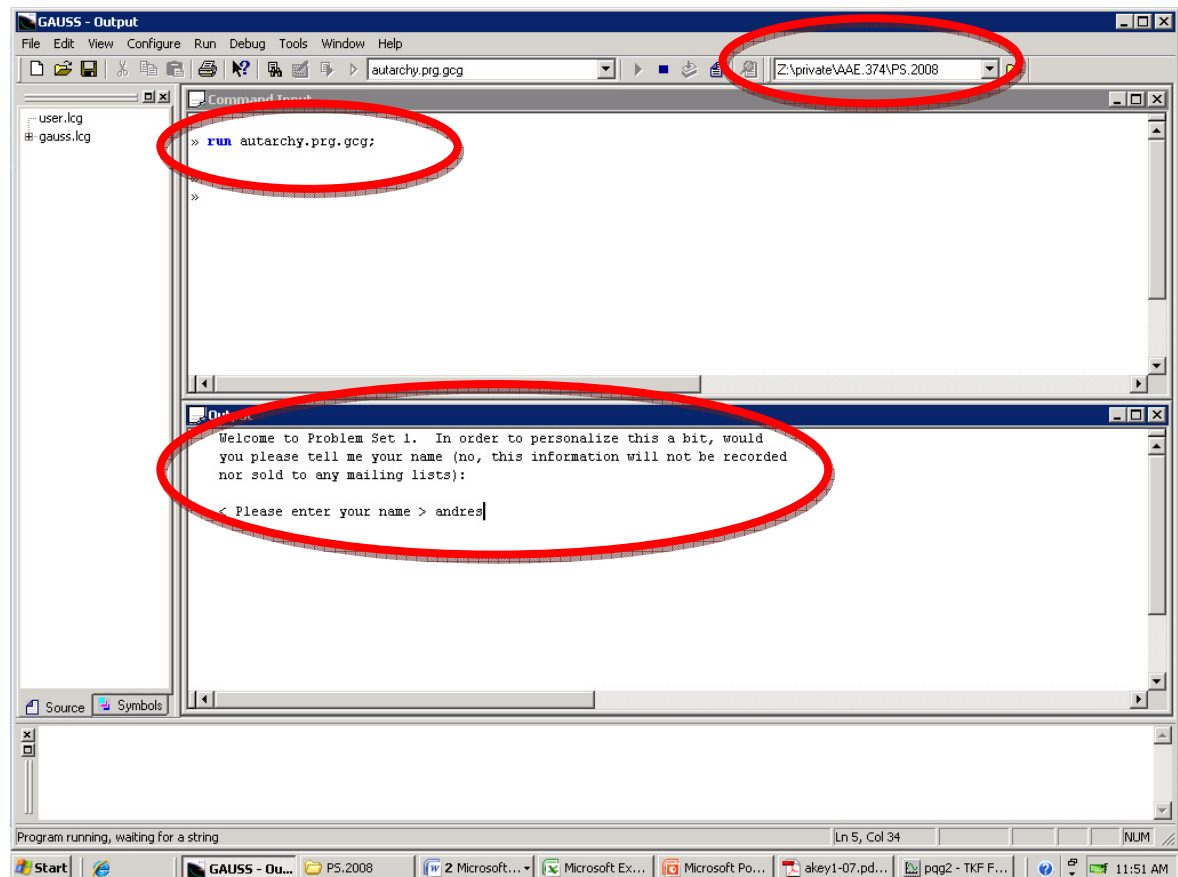 GAUSS - Output
File Edit View Configure Run Debug Tools Window Help
autarchy.prg.gcg
Z:\private\AAE.374\PS.2008
user.lcg
gauss.lcg
Command Input
» run autarchy.prg.gcg;
»
»
Output
Welcome to Problem Set 1. In order to personalize this a bit, would
you please tell me your name (no, this information will not be recorded
nor sold to any mailing lists):
< Please enter your name > andres
Source Symbols
Program running, waiting for a string
Ln 5, Col 34
NUM
Start
GAUSS - Ou...
PS.2008
2 Microsoft...
Microsoft Ex...
Microsoft Po...
akey1-07.pd...
pqg2 - TKF F...
11:51 AM